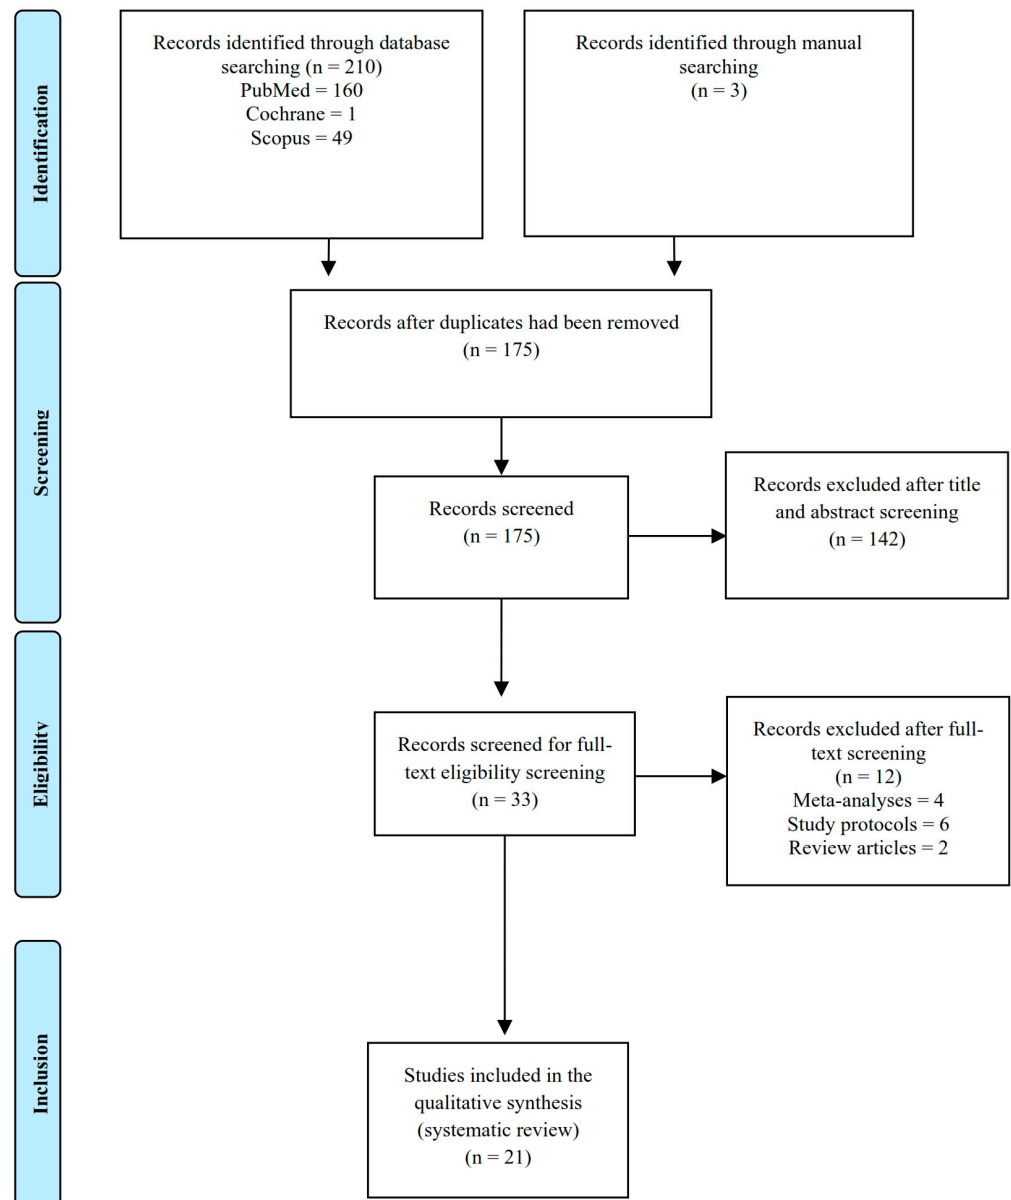 Identification
Records identified through database
searching (n = 210)
PubMed = 160
Cochrane = 1
Scopus = 49
Records identified through manual
searching
(n = 3)
Screening
Records after duplicates had been removed
(n = 175)
Records screened
(n = 175)
Records excluded after title
and abstract screening
(n = 142)
Eligibility
Records screened for full-
text eligibility screening
(n = 33)
Records excluded after full-
text screening
(n = 12)
Meta-analyses = 4
Study protocols = 6
Review articles = 2
Inclusion
Studies included in the
qualitative synthesis
(systematic review)
(n = 21)